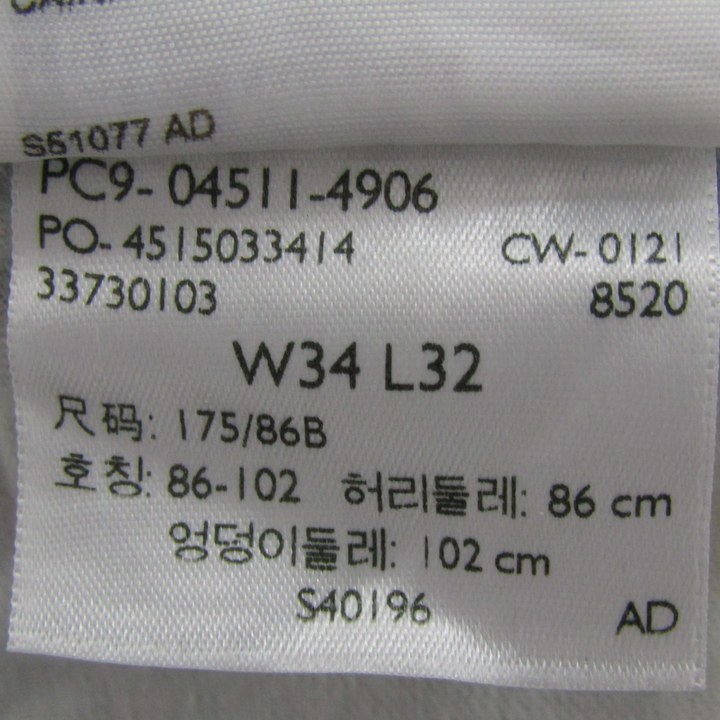 S51077 AD
PC9-04511-4906
PO-4515033414 CW-0121
33730103 8520
W34 L32
尺码: 175/86B
호칭: 86-102 허리둘레: 86 cm
엉덩이둘레: 102 cm
S40196 AD